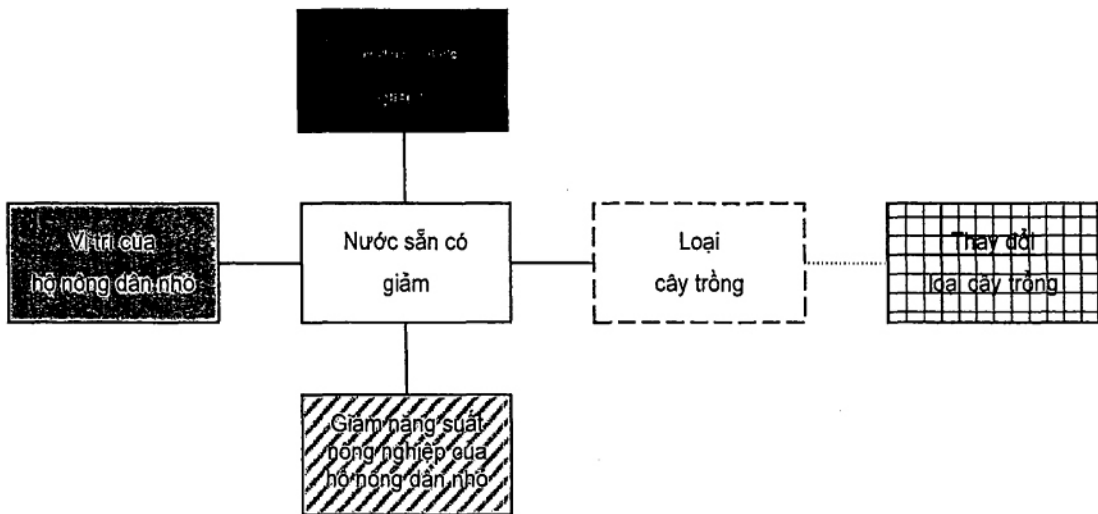 Vị trí của
hộ nông dân nhỏ
Nước sẵn có
giảm
Loại
cây trồng
Thay đổi
loại cây trồng
Giảm năng suất
nông nghiệp của
hộ nông dân nhỏ